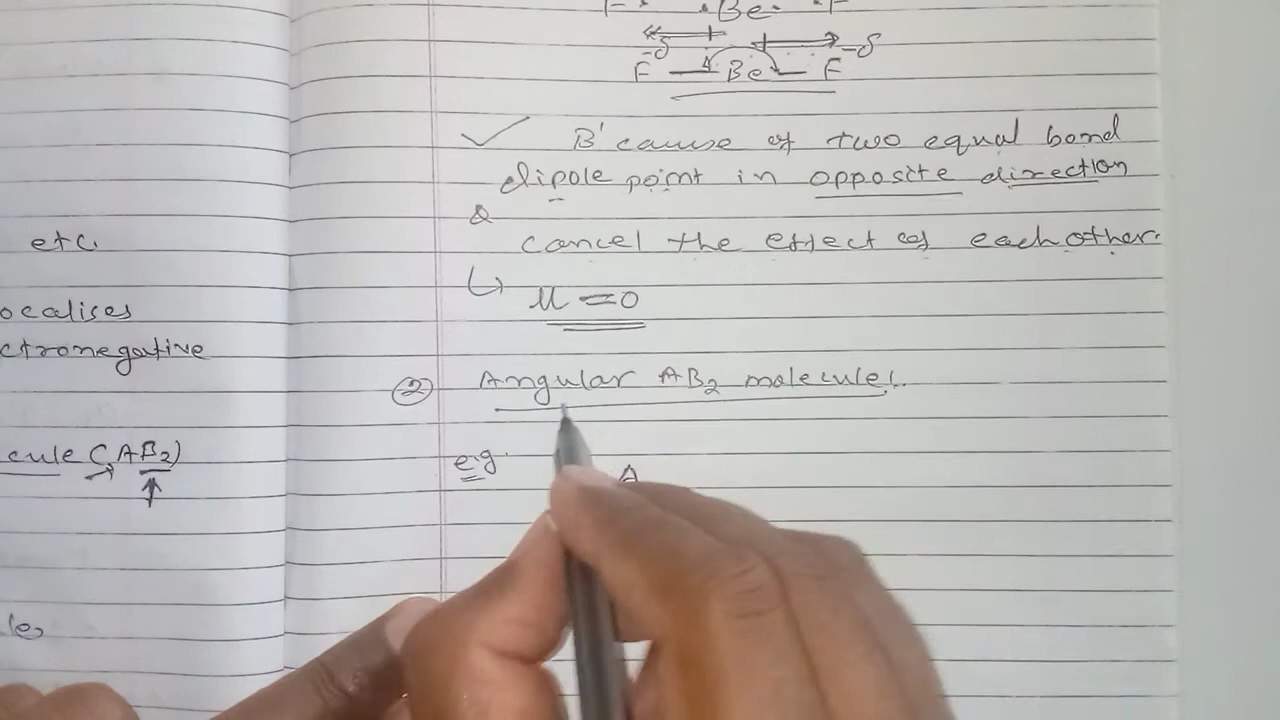 etc.
ocalises
ctronegative
cule (AB2)
le
F Be F
-δ -δ
F — Be — F
B'cause of two equal bond
dipole point in opposite direction
&
cancel the effect of each other.
↳ μ = 0
② Angular AB2 molecule:
e.g. A